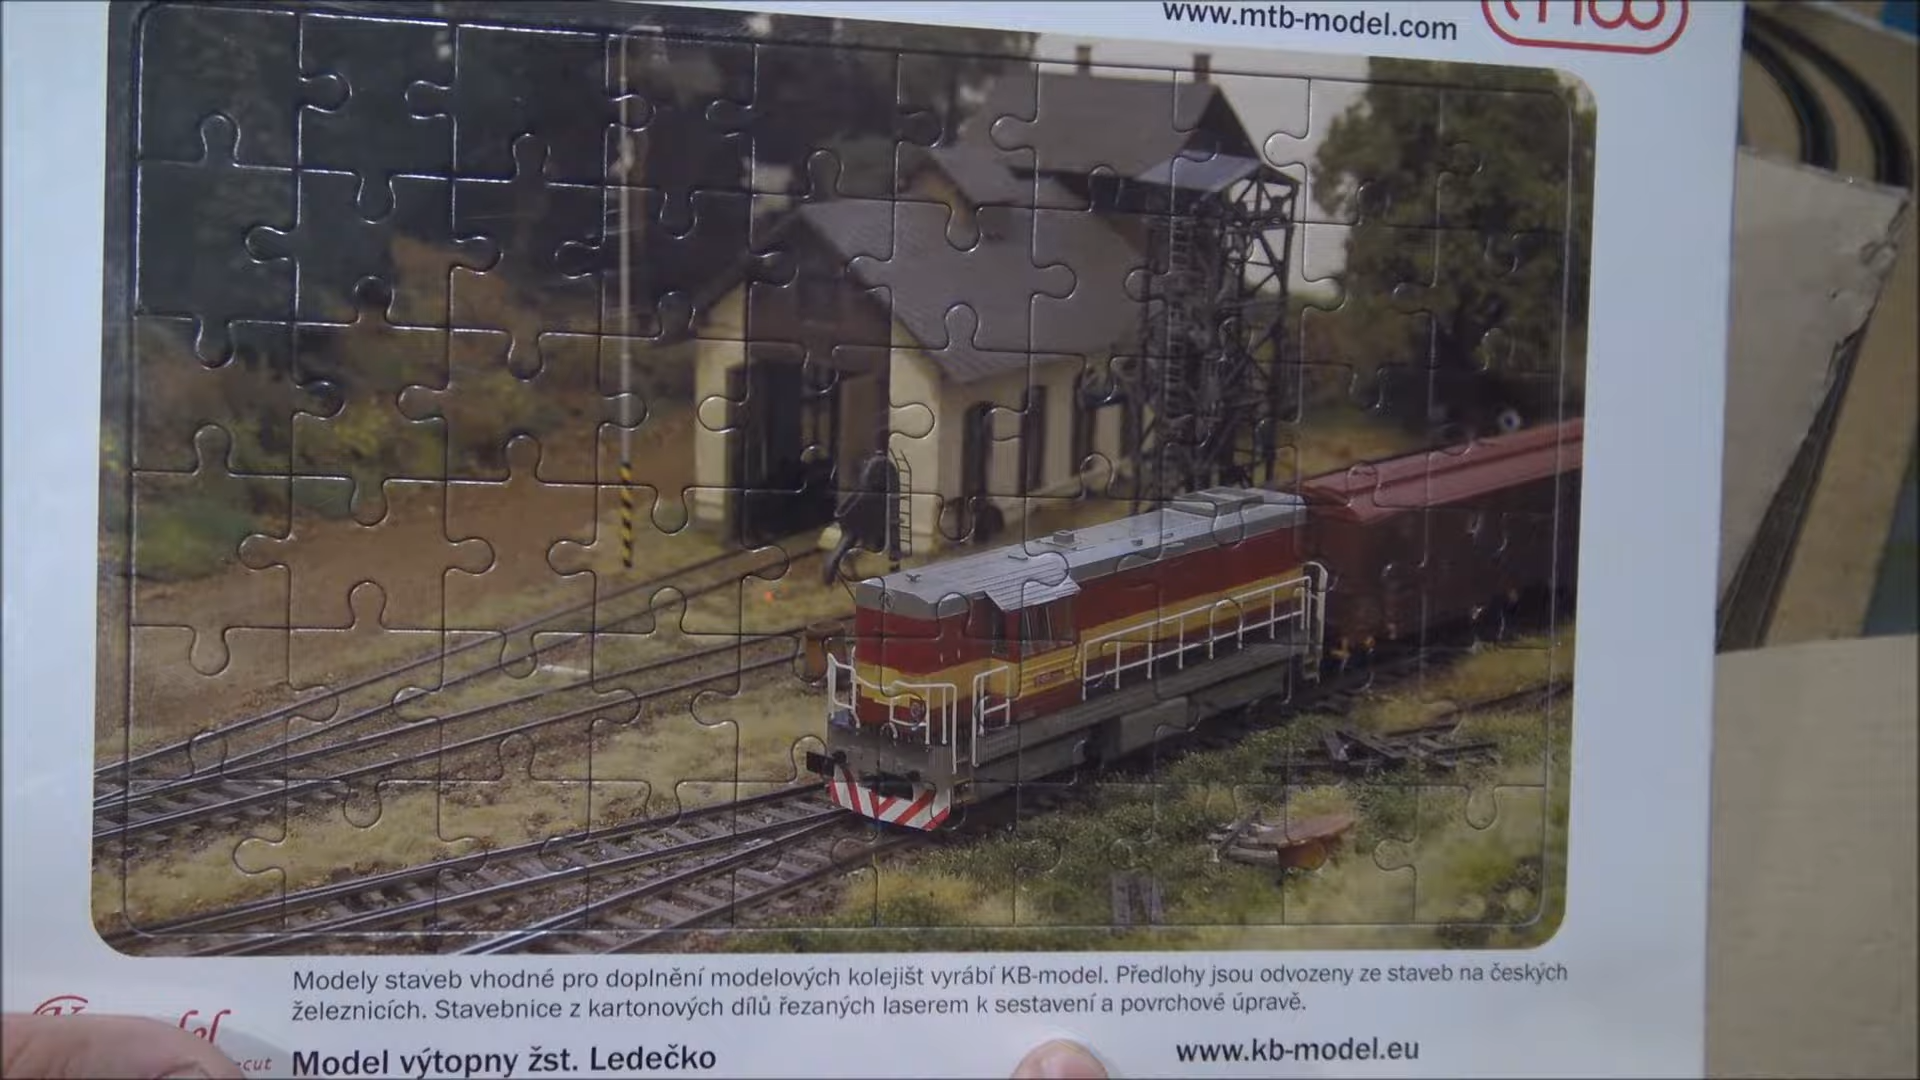 www.mtb-model.com
Modely staveb vhodné pro doplnění modelových kolejišt vyrábí KB-model. Předlohy jsou odvozeny ze staveb na českých
železnicích. Stavebnice z kartonových dílů řezaných laserem k sestavení a povrchové úpravě.
Model výtopny žst. Ledečko
www.kb-model.eu